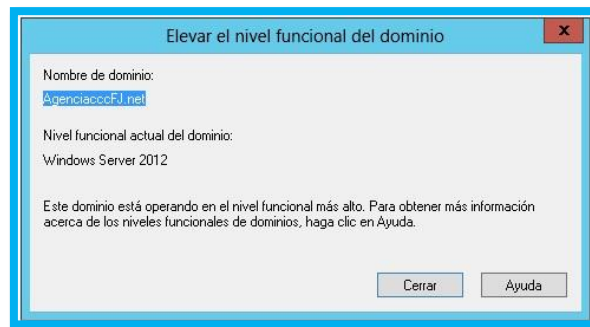 Elevar el nivel funcional del dominio
x
Nombre de dominio:
AgenciacccFJ.net
Nivel funcional actual del dominio:
Windows Server 2012
Este dominio está operando en el nivel funcional más alto. Para obtener más información
acerca de los niveles funcionales de dominios, haga clic en Ayuda.
Cerrar
Ayuda